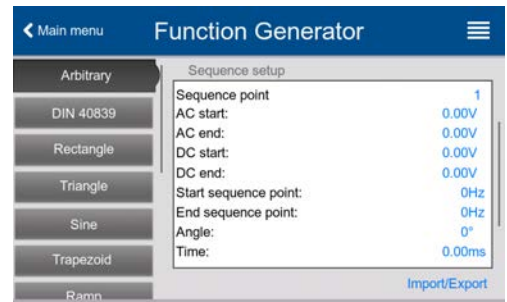 Main menu
Function Generator
Arbitrary
DIN 40839
Rectangle
Triangle
Sine
Trapezoid
Ramp
Sequence setup
Sequence point 1
AC start: 0.00V
AC end: 0.00V
DC start: 0.00V
DC end: 0.00V
Start sequence point: 0Hz
End sequence point: 0Hz
Angle: 0°
Time: 0.00ms
Import/Export